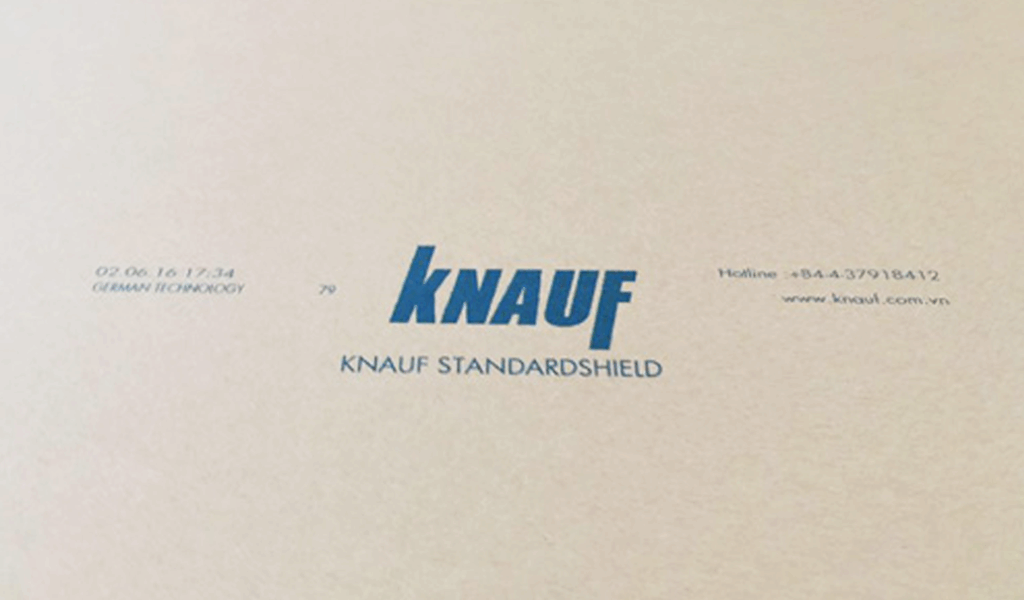 02.06.16 17:34
GERMAN TECHNOLOGY
79
KNAUF
KNAUF STANDARDSHIELD
Hotline :+84-4-37918412
www.knauf.com.vn